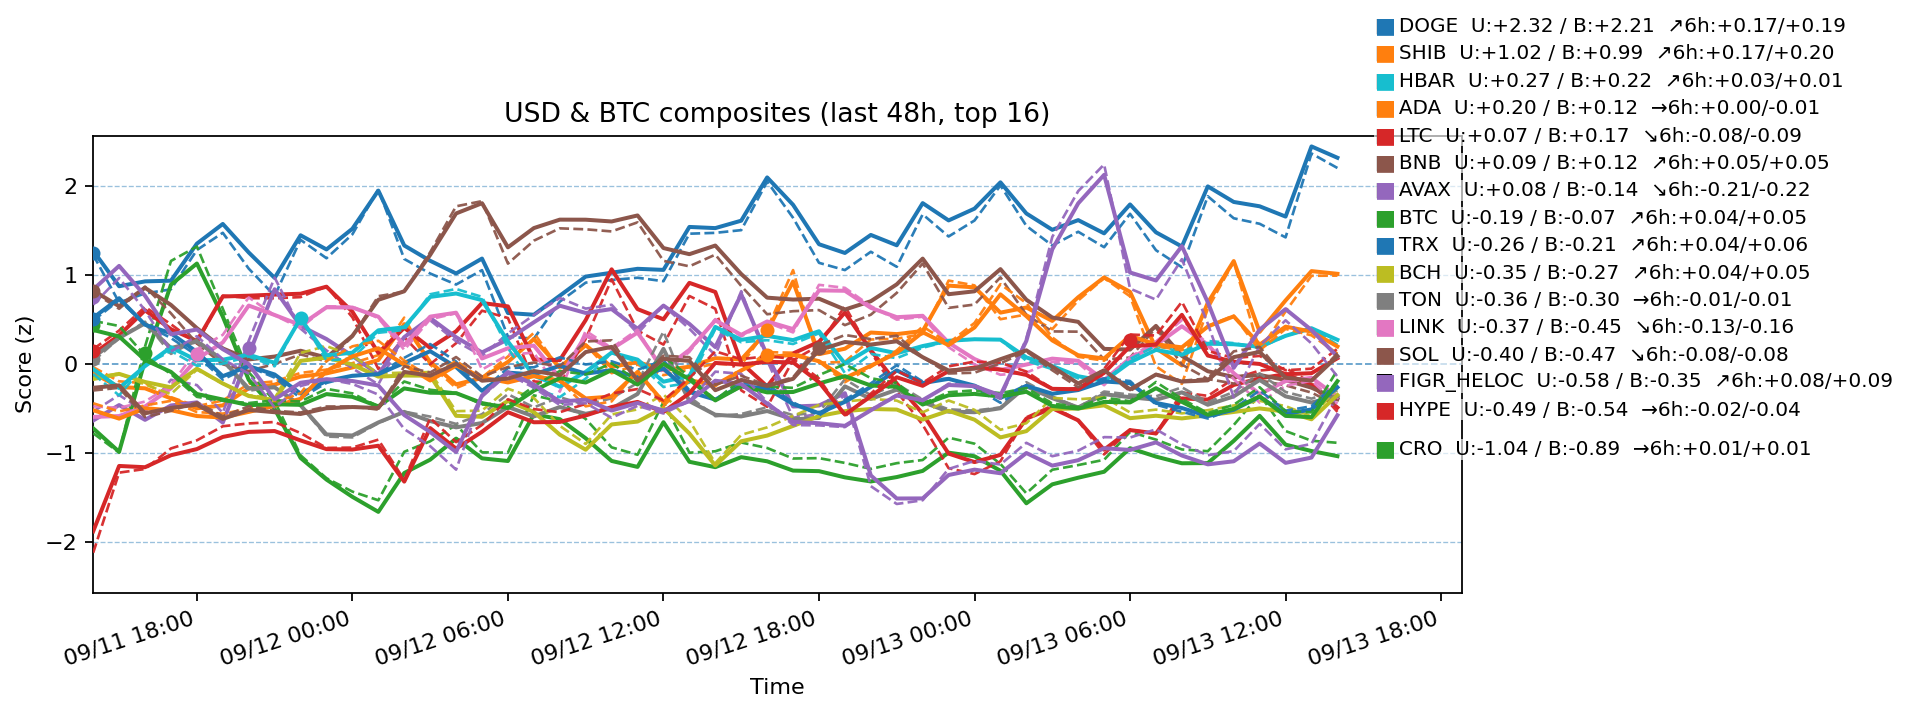 DOGE U:+2.32 / B:+2.21 ↗6h:+0.17/+0.19
SHIB U:+1.02 / B:+0.99 ↗6h:+0.17/+0.20
HBAR U:+0.27 / B:+0.22 ↗6h:+0.03/+0.01
ADA U:+0.20 / B:+0.12 →6h:+0.00/-0.01
LTC U:+0.07 / B:+0.17 ↘6h:-0.08/-0.09
BNB U:+0.09 / B:+0.12 ↗6h:+0.05/+0.05
AVAX U:+0.08 / B:-0.14 ↘6h:-0.21/-0.22
BTC U:-0.19 / B:-0.07 ↗6h:+0.04/+0.05
TRX U:-0.26 / B:-0.21 ↗6h:+0.04/+0.06
BCH U:-0.35 / B:-0.27 ↗6h:+0.04/+0.05
TON U:-0.36 / B:-0.30 →6h:-0.01/-0.01
LINK U:-0.37 / B:-0.45 ↘6h:-0.13/-0.16
SOL U:-0.40 / B:-0.47 ↘6h:-0.08/-0.08
FIGR_HELOC U:-0.58 / B:-0.35 ↗6h:+0.08/+0.09
HYPE U:-0.49 / B:-0.54 →6h:-0.02/-0.04
CRO U:-1.04 / B:-0.89 →6h:+0.01/+0.01
USD & BTC composites (last 48h, top 16)
Score (z)
2
1
0
−1
−2
09/11 18:00
09/12 00:00
09/12 06:00
09/12 12:00
09/12 18:00
09/13 00:00
09/13 06:00
09/13 12:00
09/13 18:00
Time